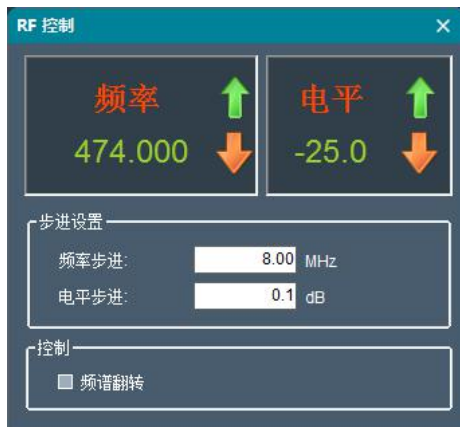 RF 控制
频率 电平
474.000 -25.0
步进设置
频率步进: 8.00 MHz
电平步进: 0.1 dB
控制
频谱翻转